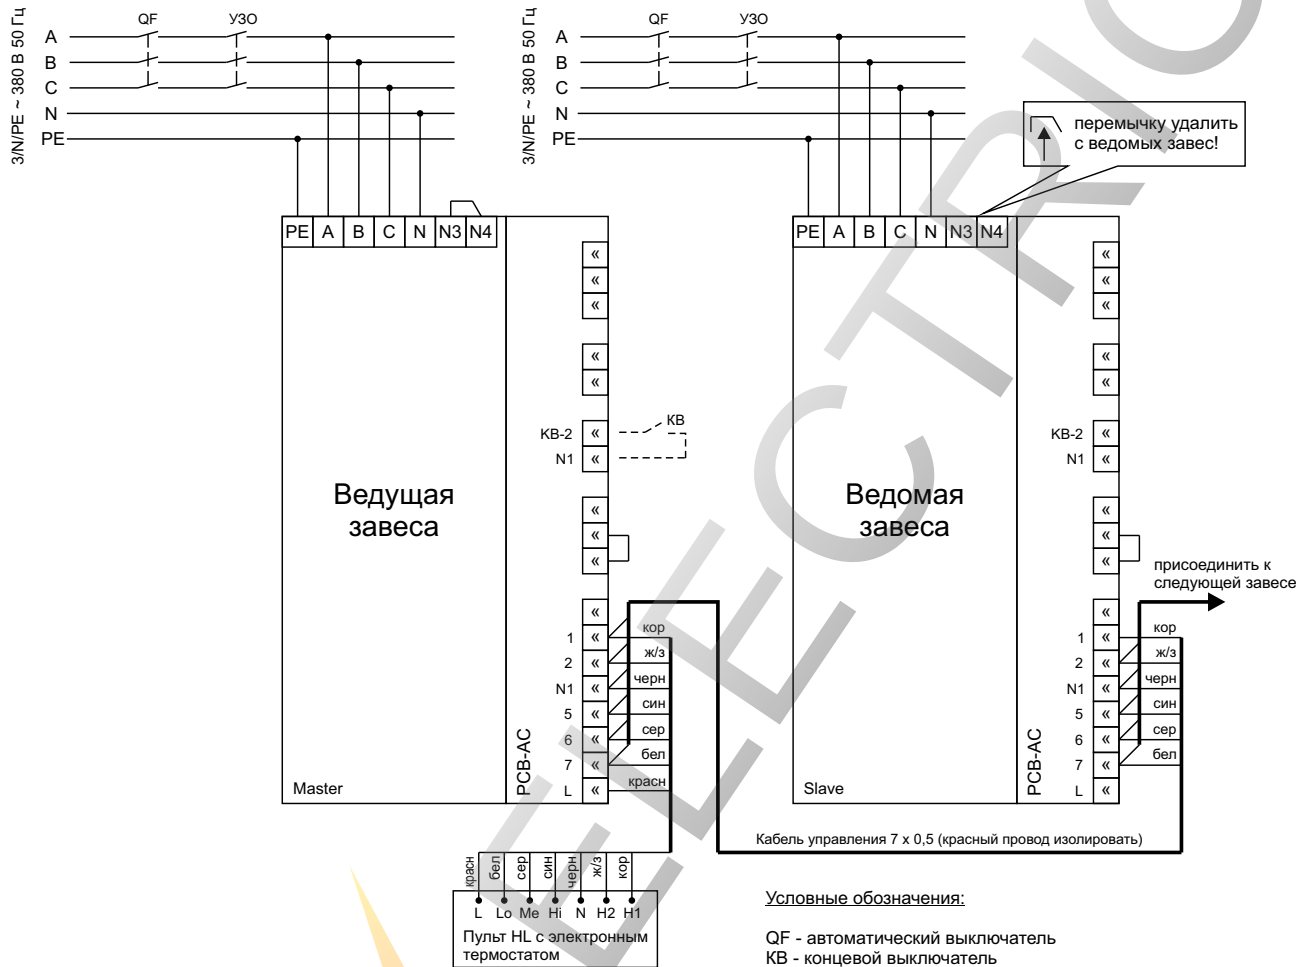 3/N/PE ~ 380 В 50 Гц
QF УЗО
A
B
C
N
PE
3/N/PE ~ 380 В 50 Гц
QF УЗО
A
B
C
N
PE
перемычку удалить
с ведомых завес!
PE A B C N N3 N4
PE A B C N N3 N4
«
«
«
«
«
KB-2 « КВ
N1 «
«
«
«
«
1 « кор
2 « ж/з
N1 « черн
5 « син
6 « сер
7 « бел
L « красн
Ведущая
завеса
Master
PCB-AC
«
«
«
«
«
KB-2 «
N1 «
«
«
«
«
1 « кор
2 « ж/з
N1 « черн
5 « син
6 « сер
7 « бел
L «
Ведомая
завеса
Slave
PCB-AC
присоединить к
следующей завесе
Кабель управления 7 х 0,5 (красный провод изолировать)
красн бел сер син черн ж/з кор
L Lo Me Hi N H2 H1
Пульт HL с электронным
термостатом
Условные обозначения:
QF - автоматический выключатель
КВ - концевой выключатель
ELECTRIC